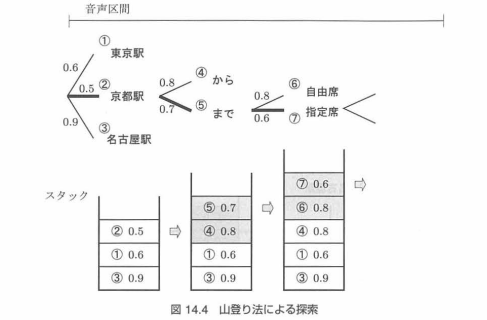 音声区間
①
東京駅
0.6
②
0.5
京都駅
0.9
③
名古屋駅
0.8
④
から
0.7
⑤
まで
0.8
⑥
自由席
0.6
⑦
指定席
スタック
② 0.5
① 0.6
③ 0.9
⑤ 0.7
④ 0.8
① 0.6
③ 0.9
⑦ 0.6
⑥ 0.8
④ 0.8
① 0.6
③ 0.9
図 14.4 山登り法による探索